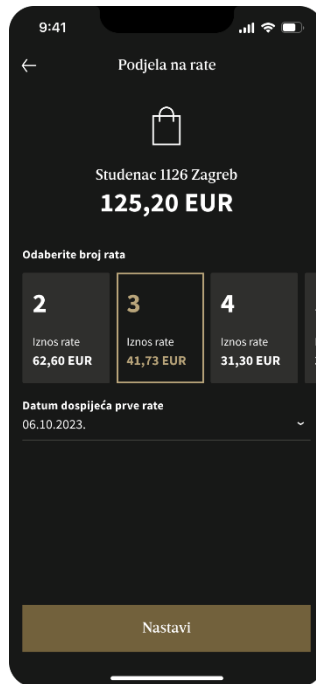 9:41
Podjela na rate
Studenac 1126 Zagreb
125,20 EUR
Odaberite broj rata
2
Iznos rate
62,60 EUR
3
Iznos rate
41,73 EUR
4
Iznos rate
31,30 EUR
Datum dospijeća prve rate
06.10.2023.
Nastavi